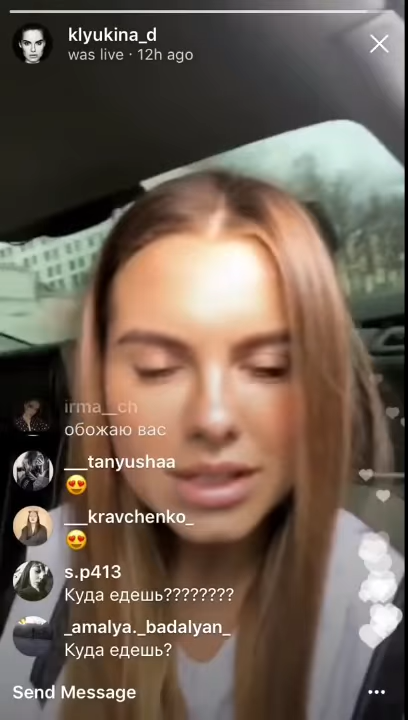 klyukina_d
was live · 12h ago
irma__ch
обожаю вас
___tanyushaa
😍
___kravchenko_
😍
s.p413
Куда едешь????????
_amalya._badalyan_
Куда едешь?
Send Message